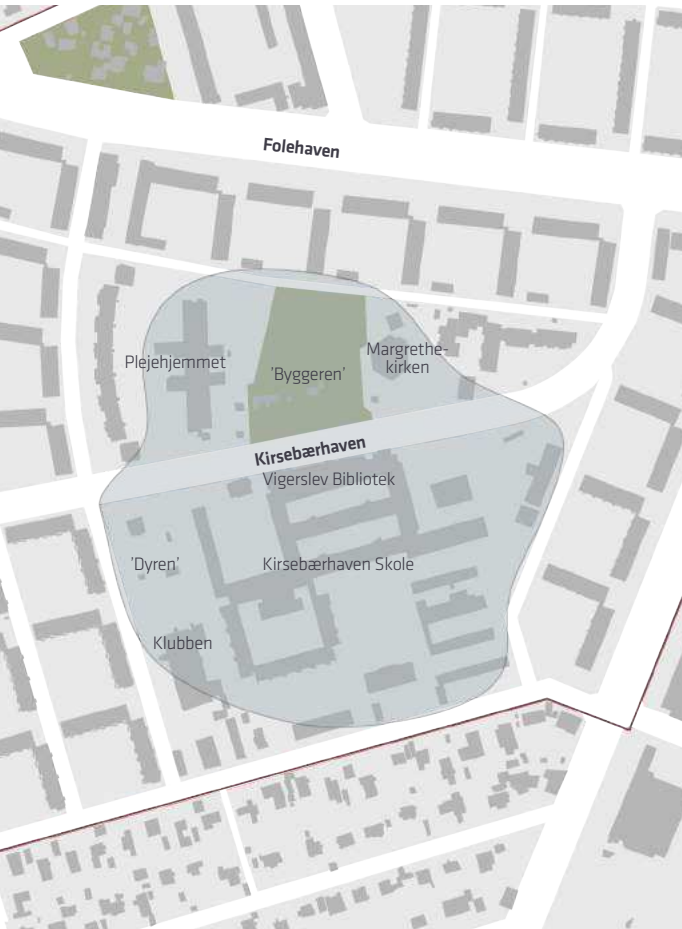 Folehaven
Plejehjemmet
'Byggeren'
Margrethe-
kirken
Kirsebærhaven
Vigerslev Bibliotek
'Dyren'
Kirsebærhaven Skole
Klubben